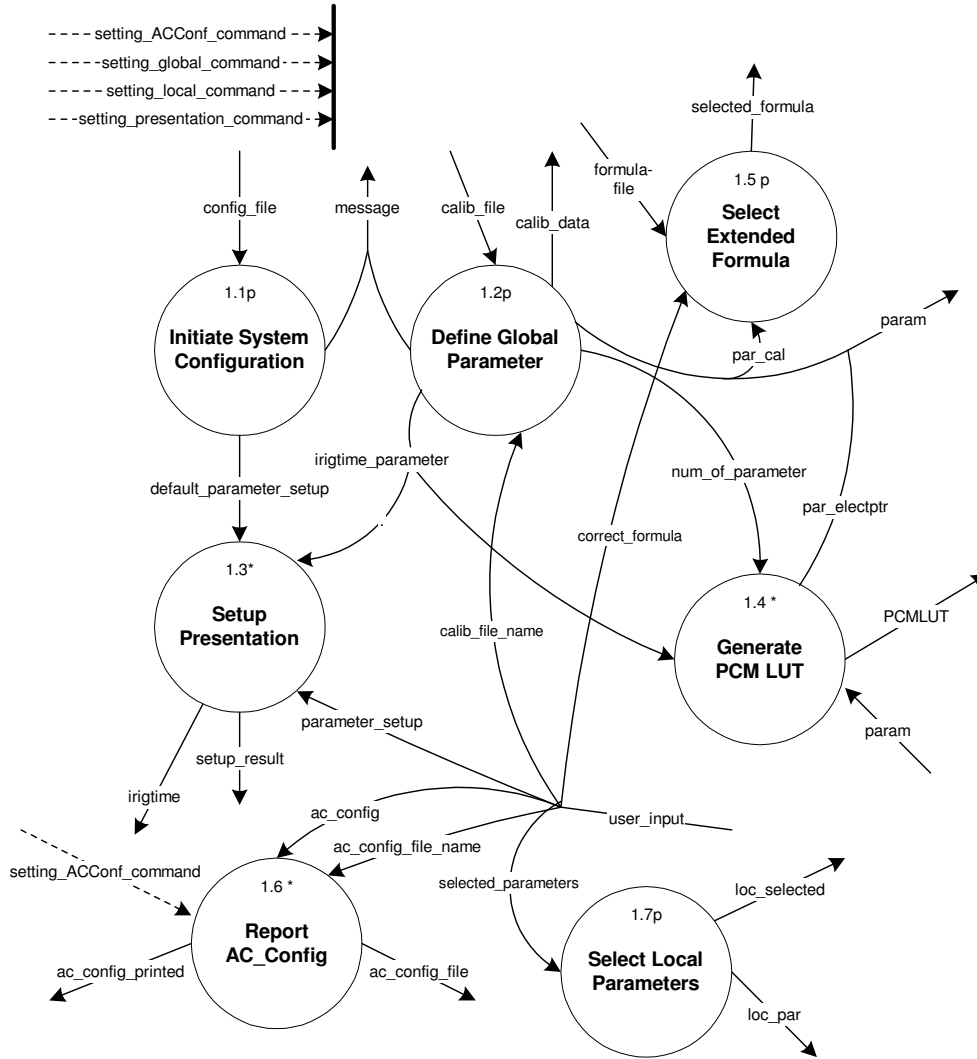 setting_ACConf_command
setting_global_command
setting_local_command
setting_presentation_command
selected_formula
formula-
file
config_file
message
calib_file
calib_data
1.5 p
Select
Extended
Formula
1.1p
Initiate System
Configuration
1.2p
Define Global
Parameter
param
par_cal
irigtime_parameter
num_of_parameter
default_parameter_setup
par_electptr
correct_formula
1.3*
Setup
Presentation
1.4 *
Generate
PCM LUT
PCMLUT
calib_file_name
parameter_setup
param
setup_result
irigtime
ac_config
user_input
ac_config_file_name
setting_ACConf_command
selected_parameters
loc_selected
1.6 *
Report
AC_Config
1.7p
Select Local
Parameters
ac_config_printed
ac_config_file
loc_par